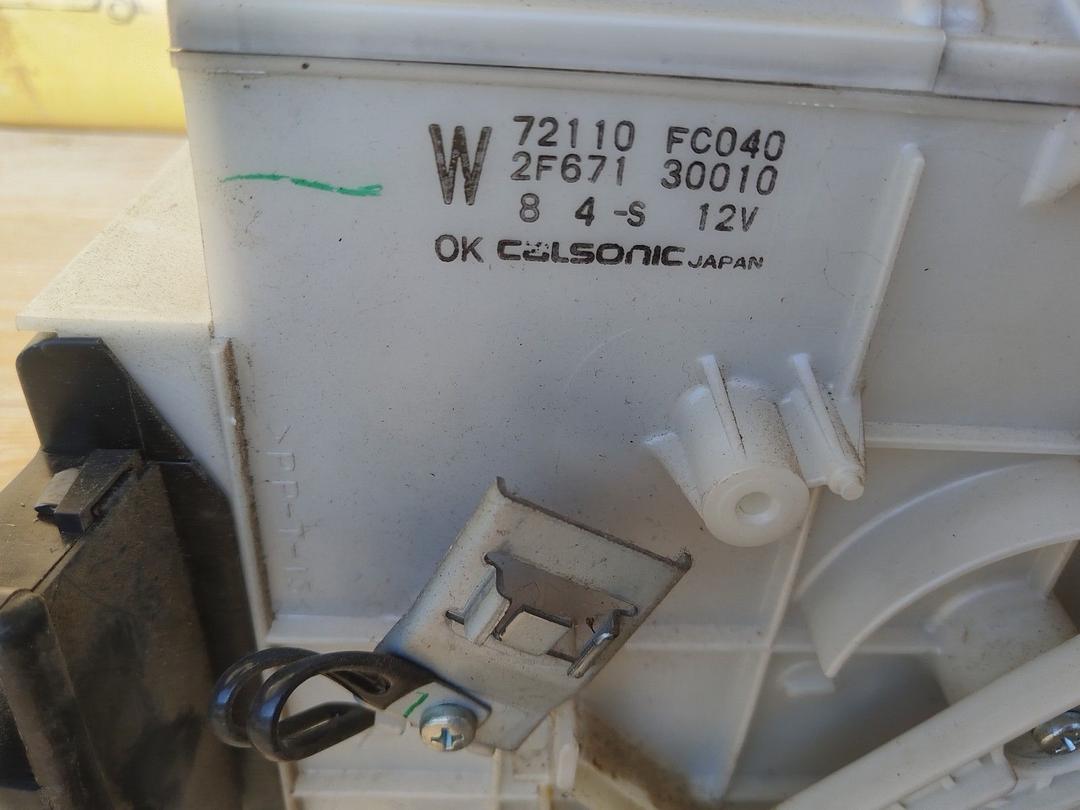 W 72110 FC040
2F671 30010
8 4 -S 12V
OK CALSONIC JAPAN